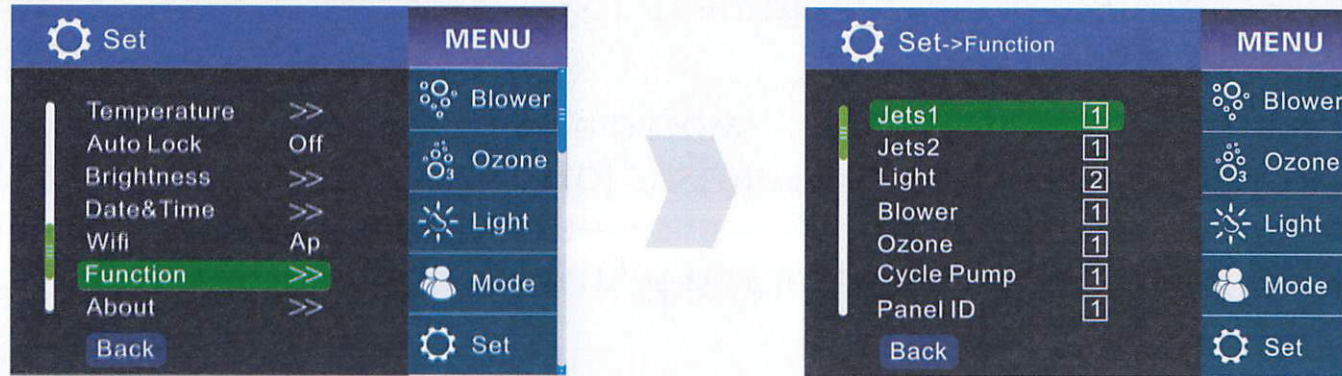 Set
Temperature >>
Auto Lock Off
Brightness >>
Date&Time >>
Wifi Ap
Function >>
About >>
Back
MENU
Blower
O3 Ozone
Light
Mode
Set
Set->Function
Jets1 1
Jets2 1
Light 2
Blower 1
Ozone 1
Cycle Pump 1
Panel ID 1
Back
MENU
Blower
O3 Ozone
Light
Mode
Set